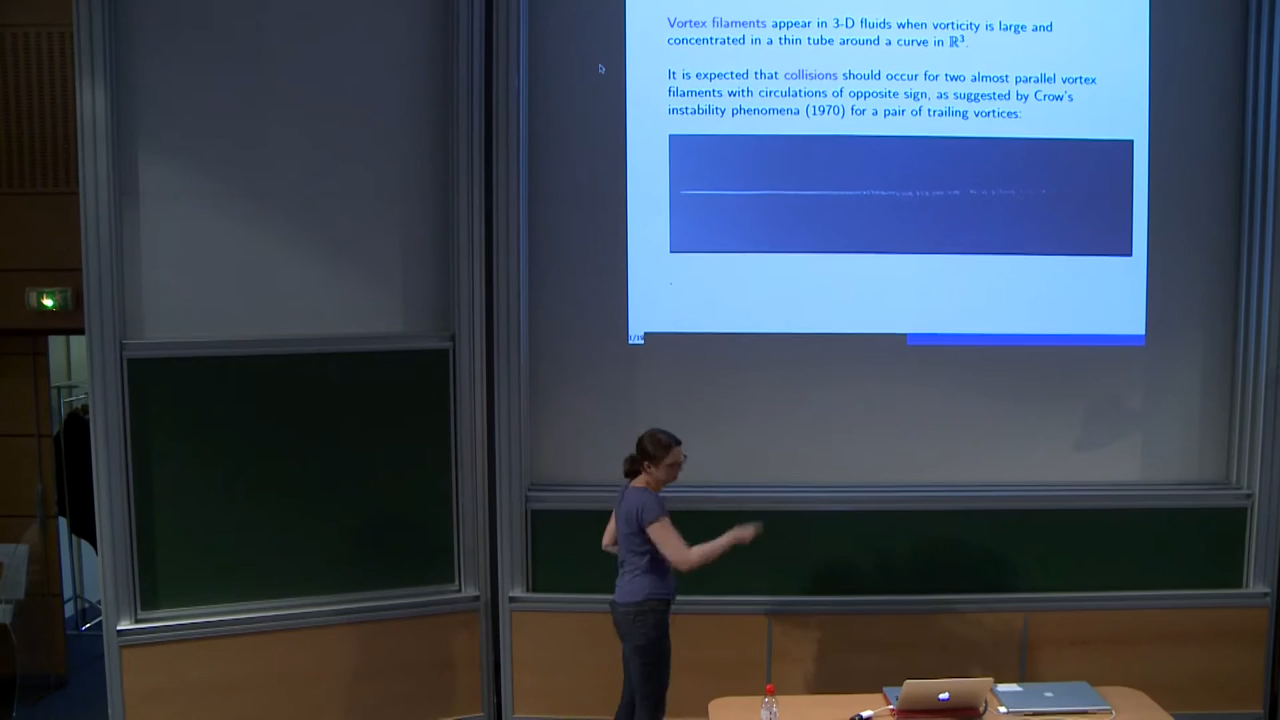 Vortex filaments appear in 3-D fluids when vorticity is large and
concentrated in a thin tube around a curve in ℝ³.
It is expected that collisions should occur for two almost parallel vortex
filaments with circulations of opposite sign, as suggested by Crow's
instability phenomena (1970) for a pair of trailing vortices:
1/19